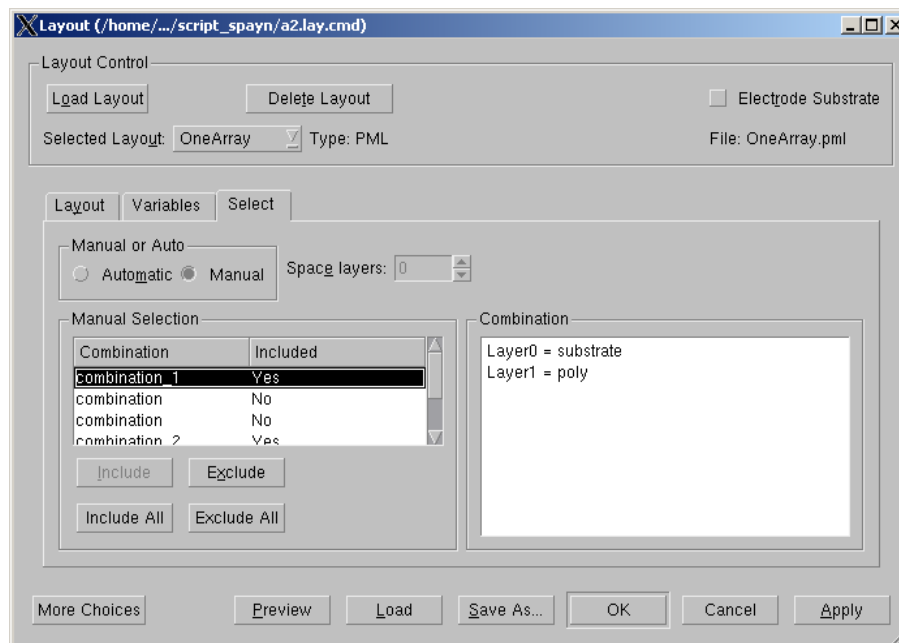 Layout (/home/.../script_spayn/a2.lay.cmd)
Layout Control
Load Layout Delete Layout Electrode Substrate
Selected Layout: OneArray Type: PML File: OneArray.pml
Layout Variables Select
Manual or Auto
Automatic Manual Space layers: 0
Manual Selection
Combination Included
combination_1 Yes
combination No
combination No
combination_2 Yes
Include Exclude
Include All Exclude All
Combination
Layer0 = substrate
Layer1 = poly
More Choices Preview Load Save As... OK Cancel Apply